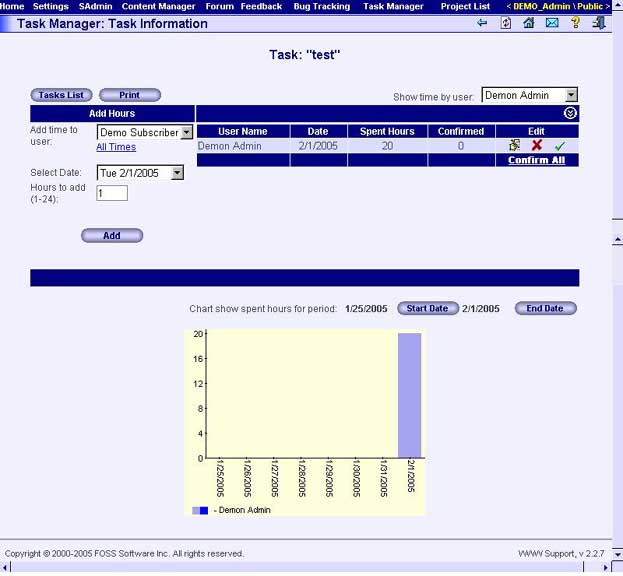 Home Settings SAdmin Content Manager Forum Feedback Bug Tracking Task Manager Project List < DEMO_Admin \ Public >
Task Manager: Task Information
Task: "test"
Tasks List Print
Show time by user: Demon Admin
Add Hours
Add time to user: Demo Subscriber
All Times
User Name Date Spent Hours Confirmed Edit
Demon Admin 2/1/2005 20 0
Confirm All
Select Date: Tue 2/1/2005
Hours to add (1-24): 1
Add
Chart show spent hours for period: 1/25/2005 Start Date 2/1/2005 End Date
20
16
12
8
4
0
1/25/2005 1/26/2005 1/27/2005 1/28/2005 1/29/2005 1/30/2005 1/31/2005 2/1/2005
- Demon Admin
Copyright © 2000-2005 FOSS Software Inc. All rights reserved.
WWW Support, v 2.2.7